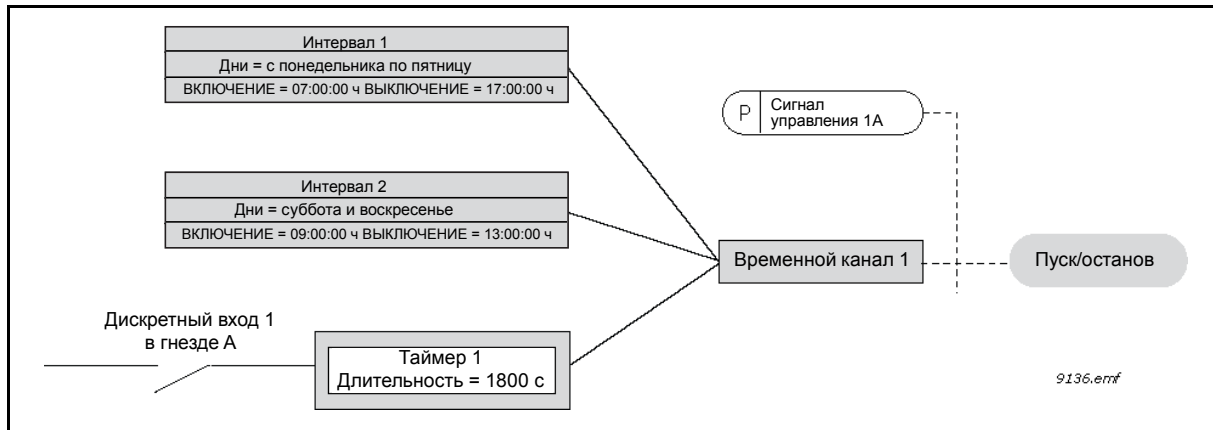 Интервал 1
Дни = с понедельника по пятницу
ВКЛЮЧЕНИЕ = 07:00:00 ч ВЫКЛЮЧЕНИЕ = 17:00:00 ч
P
Сигнал
управления 1А
Интервал 2
Дни = суббота и воскресенье
ВКЛЮЧЕНИЕ = 09:00:00 ч ВЫКЛЮЧЕНИЕ = 13:00:00 ч
Временной канал 1
Пуск/останов
Дискретный вход 1
в гнезде А
Таймер 1
Длительность = 1800 с
9136.emf